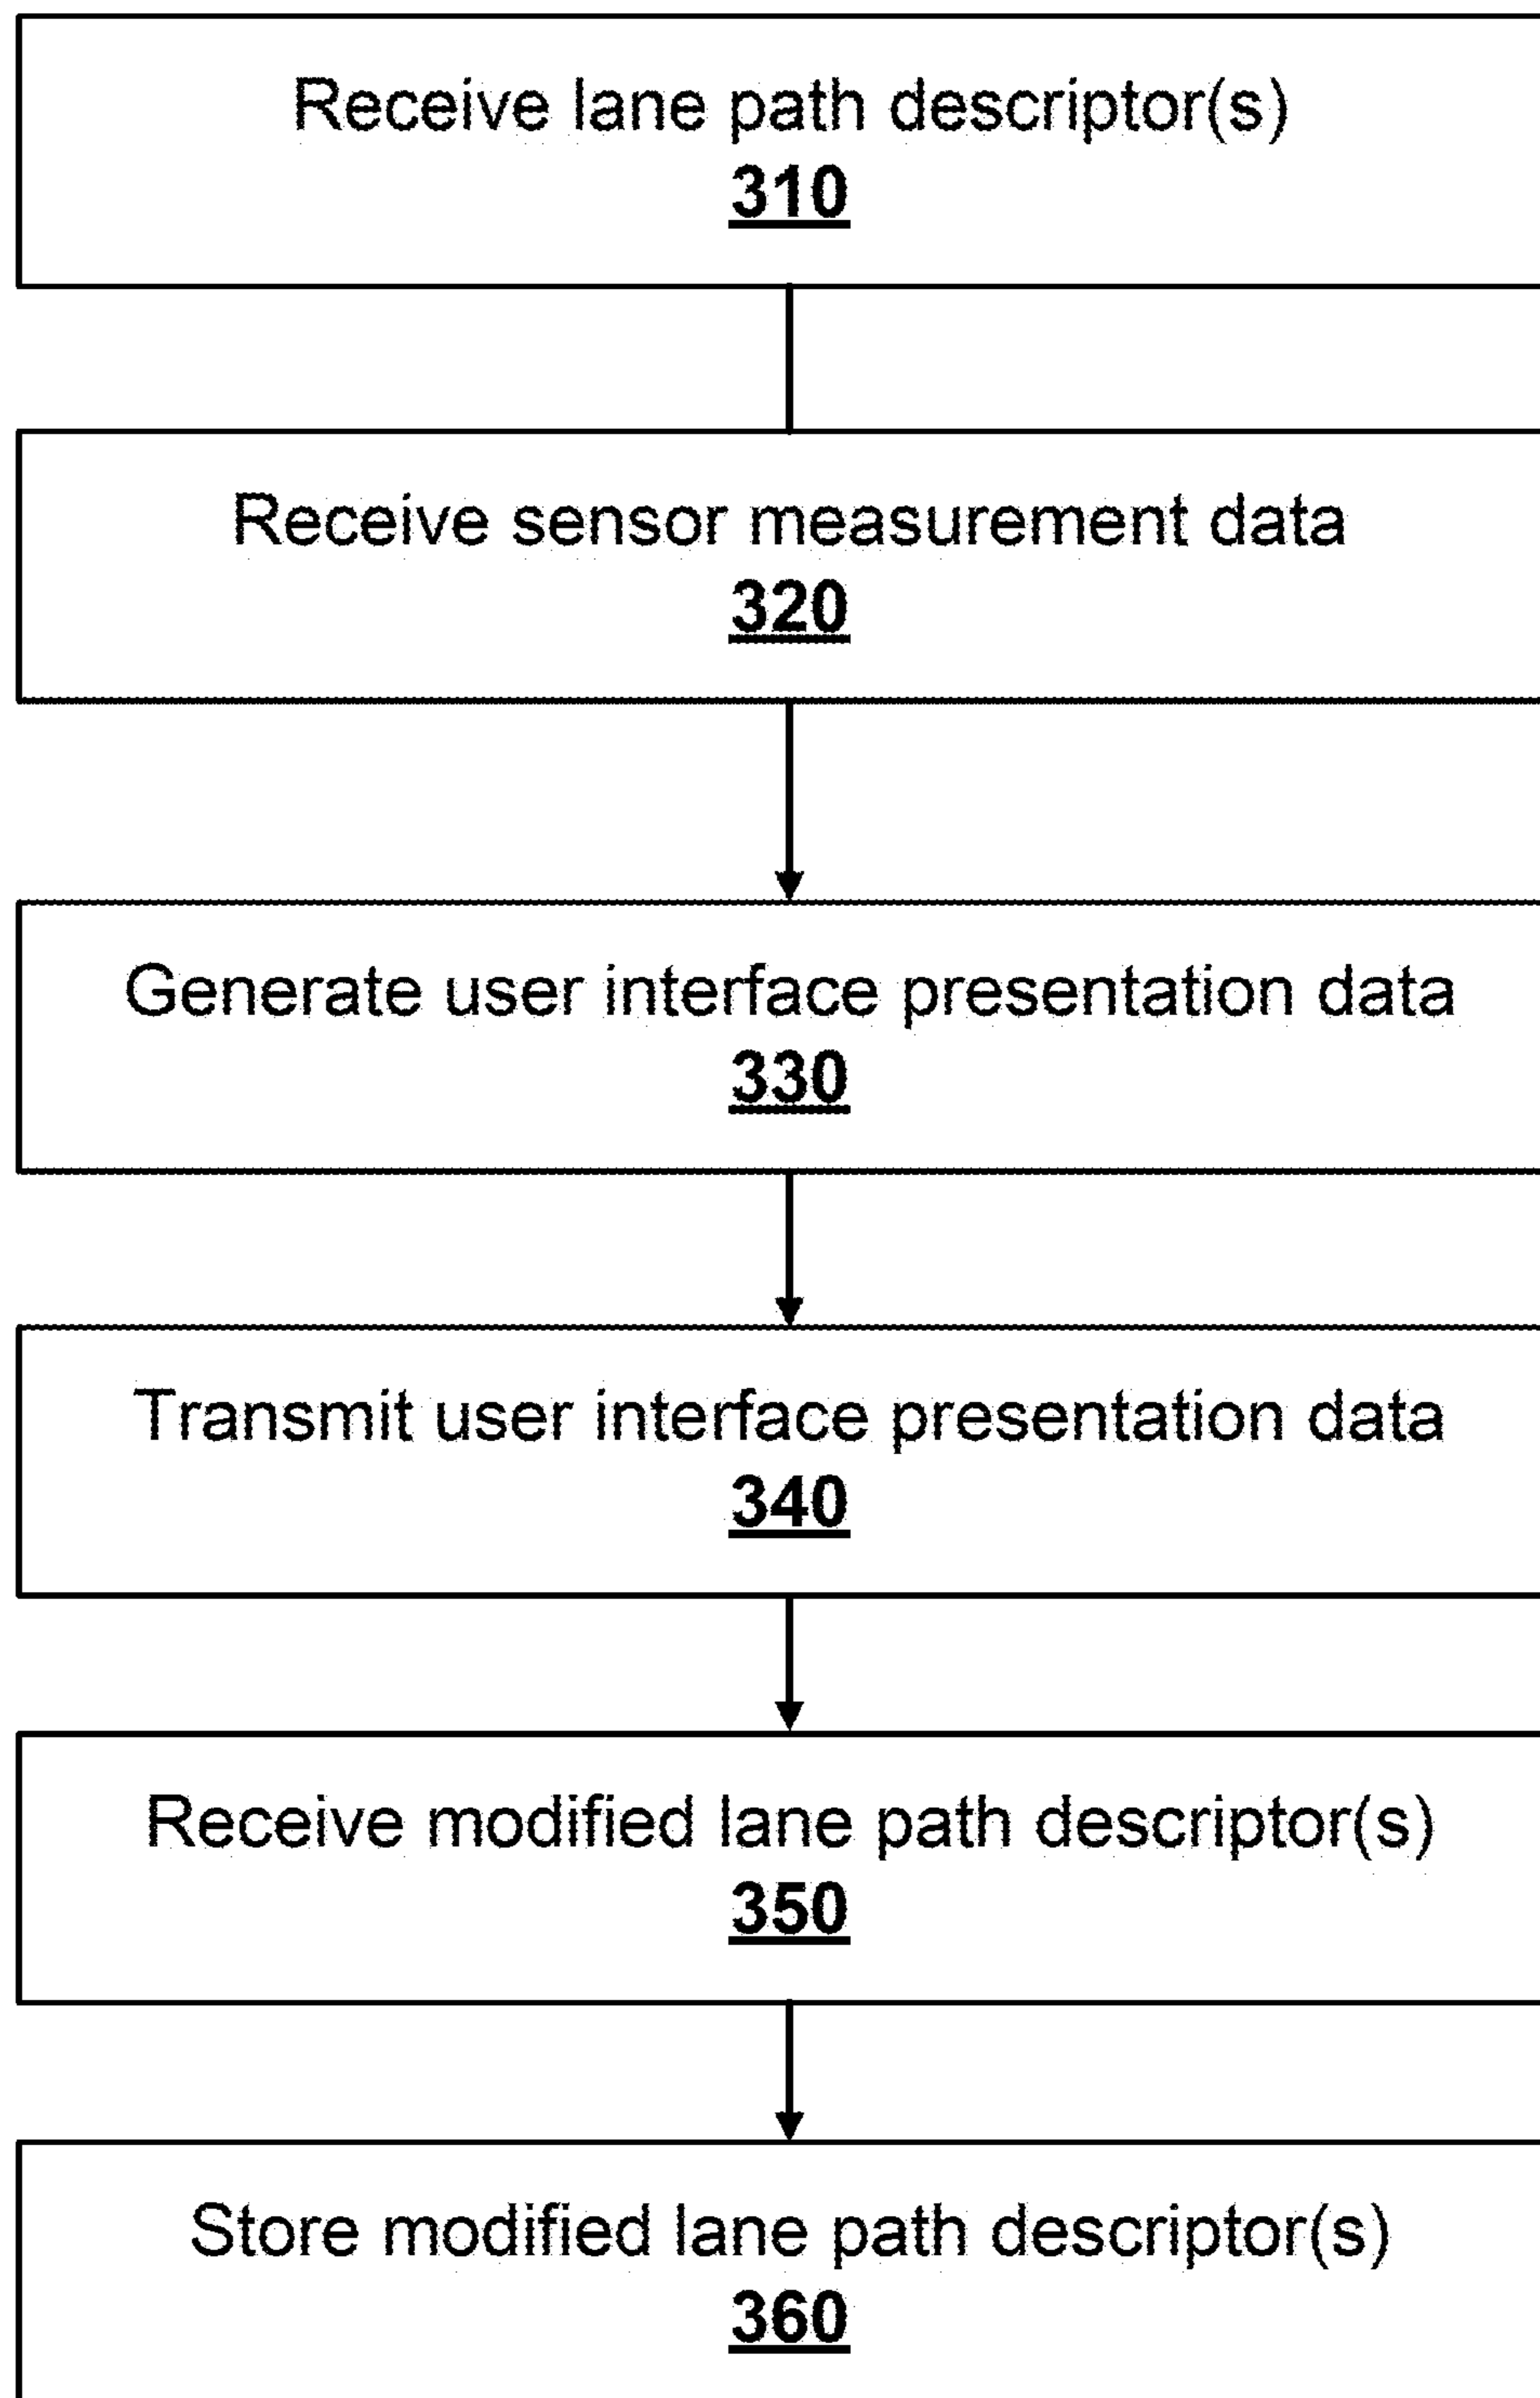 Receive lane path descriptor(s)
310
Receive sensor measurement data
320
Generate user interface presentation data
330
Transmit user interface presentation data
340
Receive modified lane path descriptor(s)
350
Store modified lane path descriptor(s)
360